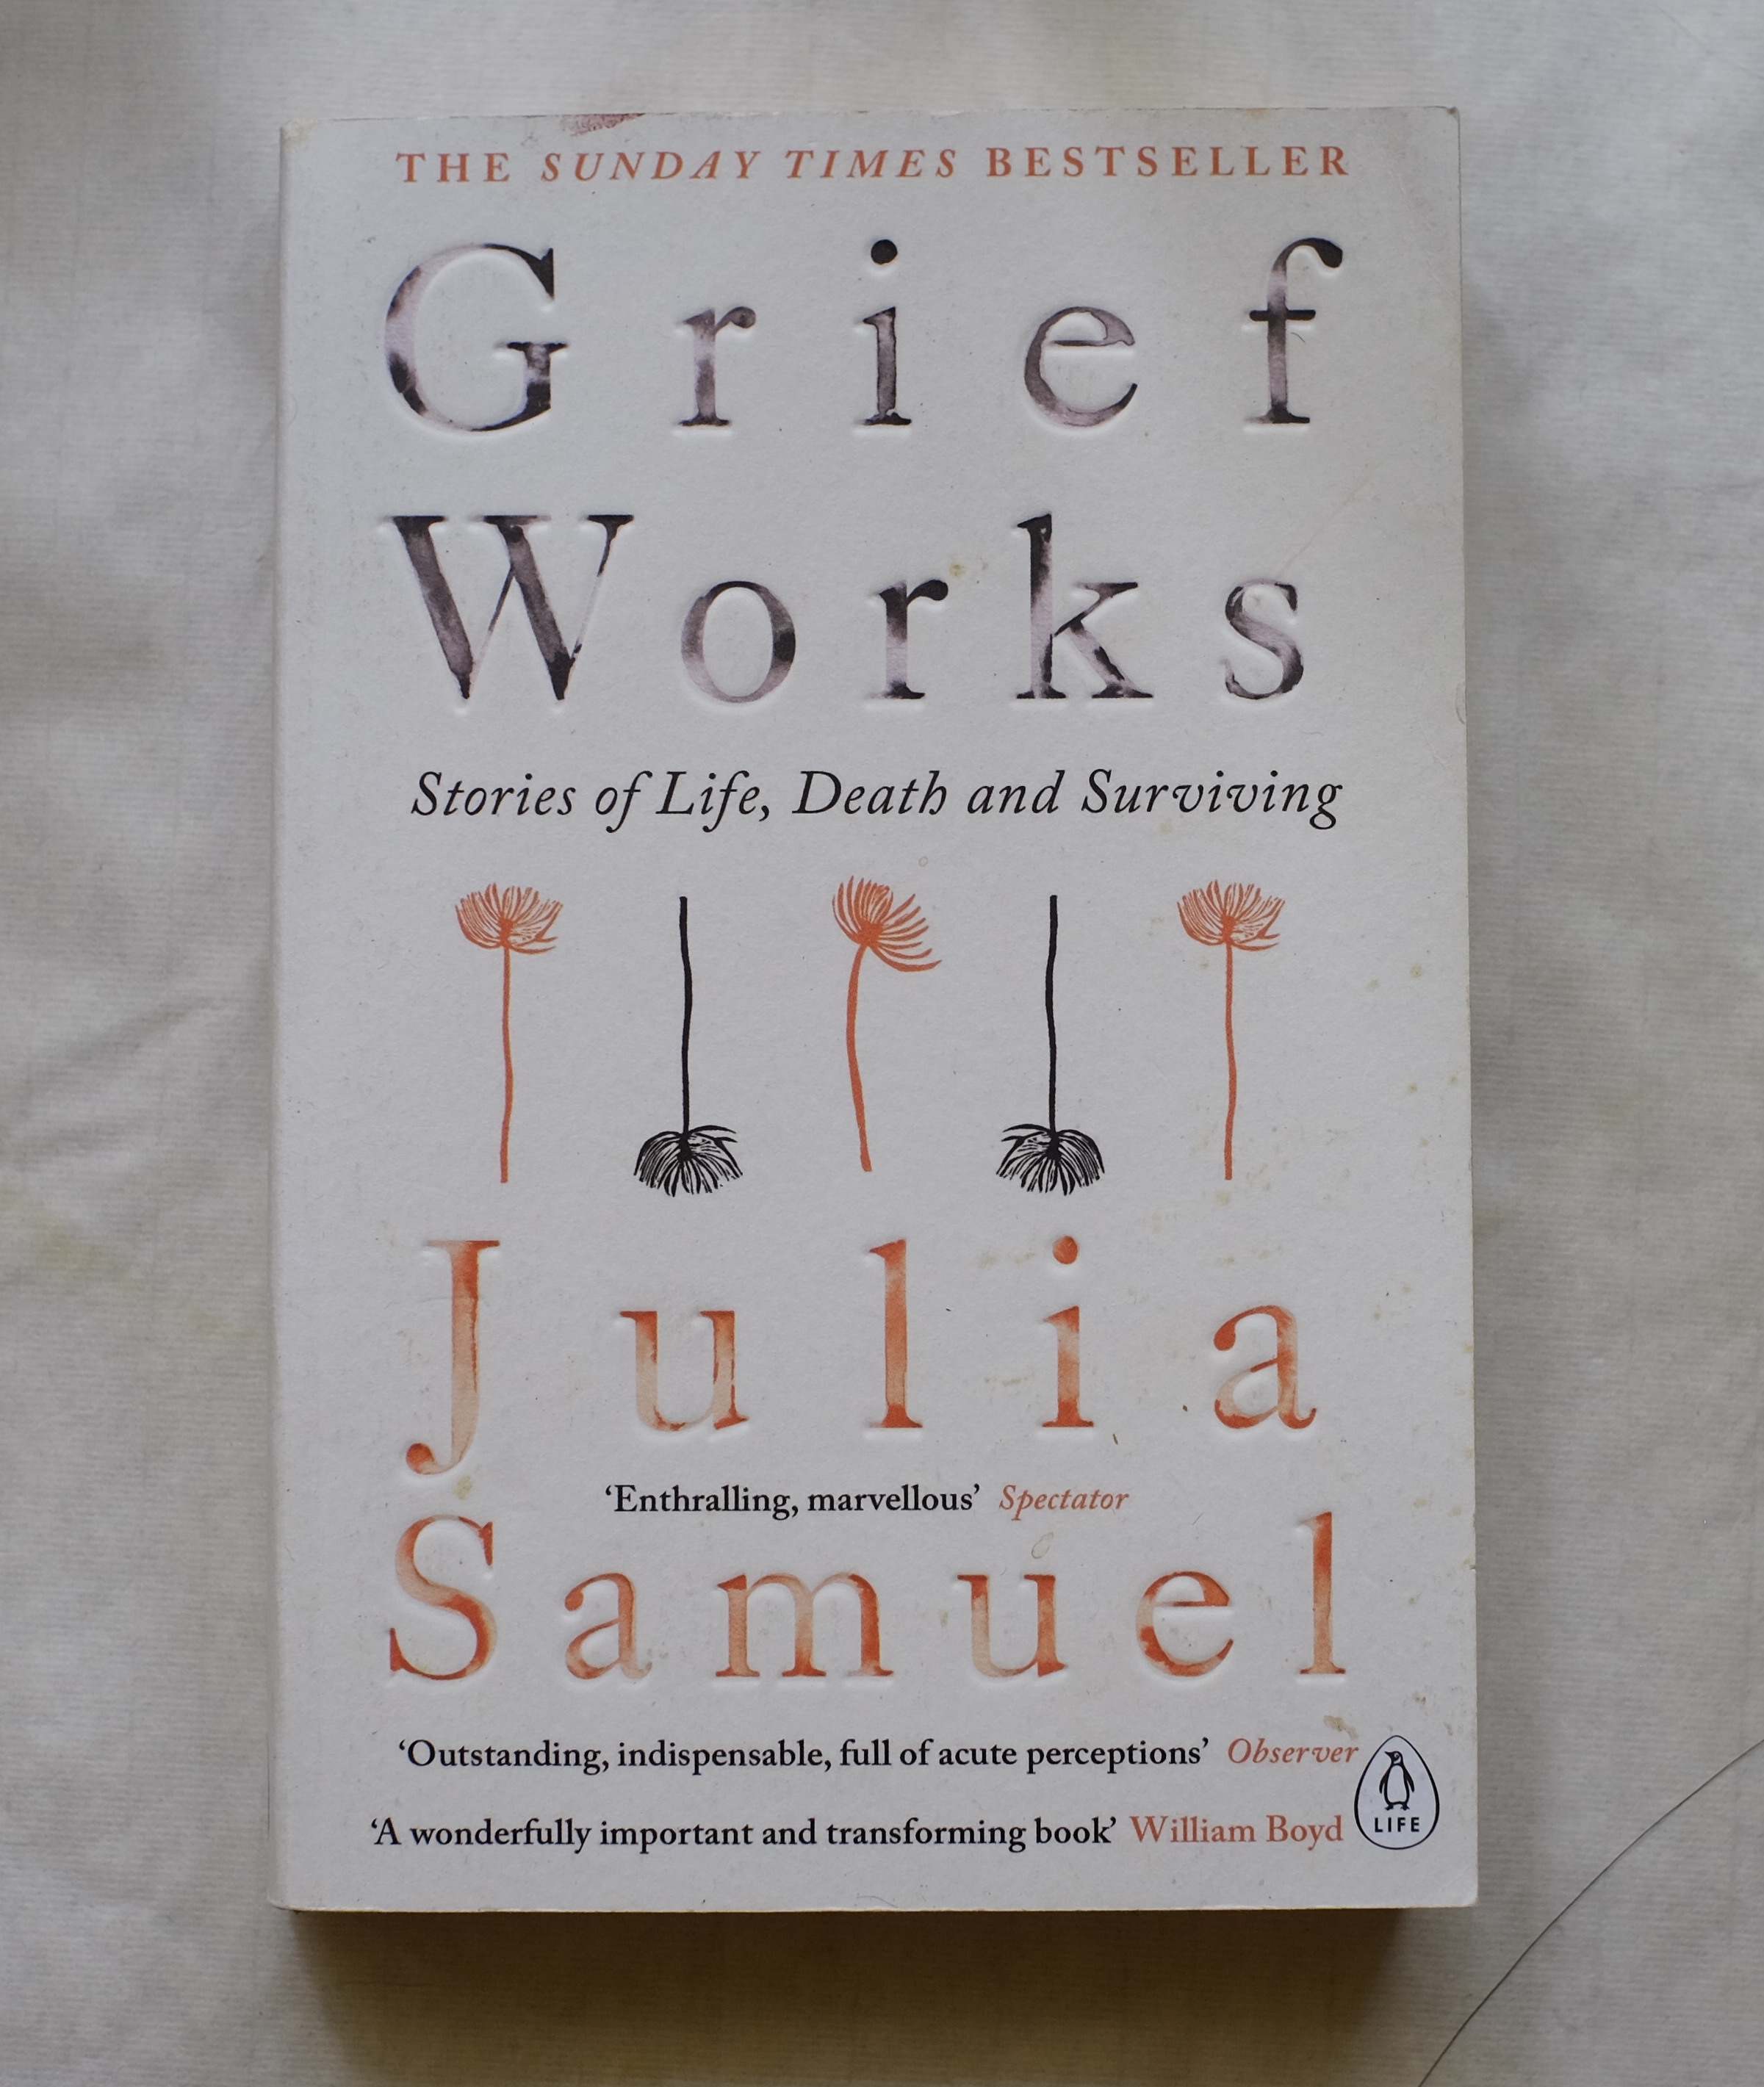 THE SUNDAY TIMES BESTSELLER
Grief
Works
Stories of Life, Death and Surviving
Julia
‘Enthralling, marvellous’ Spectator
Samuel
‘Outstanding, indispensable, full of acute perceptions’ Observer
‘A wonderfully important and transforming book’ William Boyd
LIFE